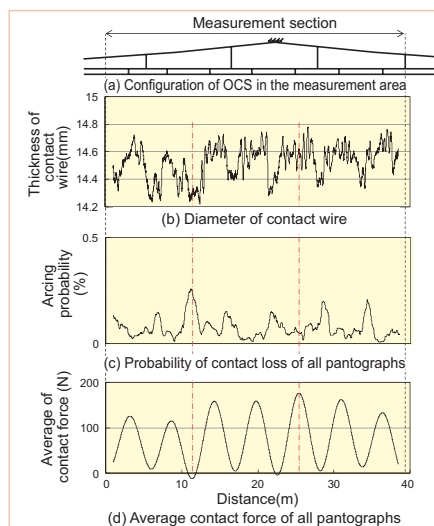 Measurement section
(a) Configuration of OCS in the measurement area
Thickness of
contact
wire(mm)
15
14.8
14.6
14.4
14.2
(b) Diameter of contact wire
Arcing
probability
(%)
0.5
0
(c) Probability of contact loss of all pantographs
Average of
contact force (N)
200
100
0
0
10
20
30
40
Distance(m)
(d) Average contact force of all pantographs